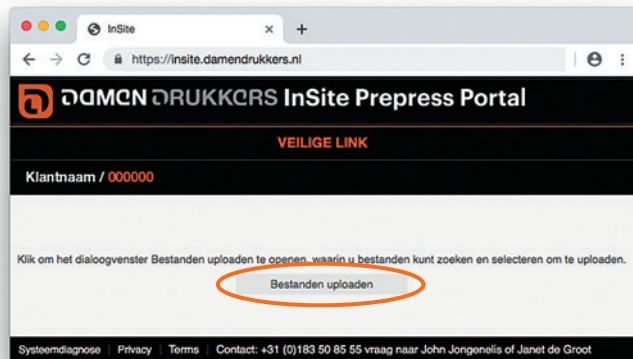 InSite
https://insite.damendrukkers.nl
DAMEN DRUKKERS InSite Prepress Portal
VEILIGE LINK
Klantnaam / 000000
Klik om het dialoogvenster Bestanden uploaden te openen, waarin u bestanden kunt zoeken en selecteren om te uploaden.
Bestanden uploaden
Systeemdiagnose | Privacy | Terms | Contact: +31 (0)183 50 85 55 vraag naar John Jongenelis of Janet de Groot